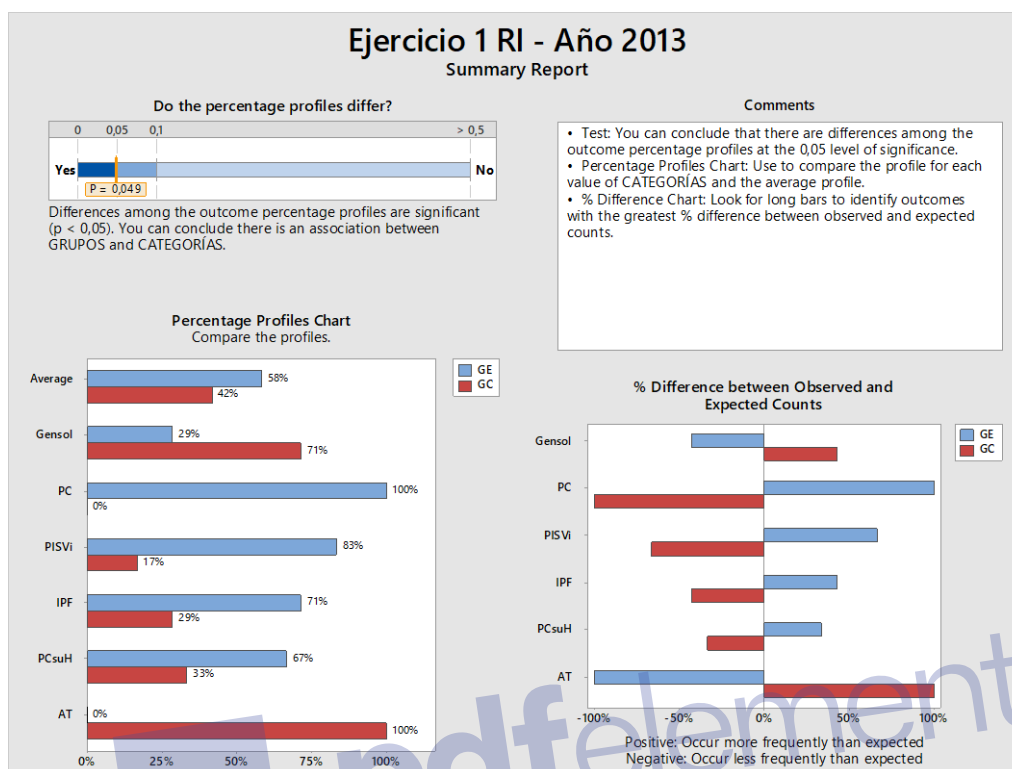 Ejercicio 1 RI - Año 2013
Summary Report
Do the percentage profiles differ?
0 0,05 0,1 > 0,5
Yes No
P = 0,049
Differences among the outcome percentage profiles are significant
(p < 0,05). You can conclude there is an association between
GRUPOS and CATEGORÍAS.
Comments
• Test: You can conclude that there are differences among the
outcome percentage profiles at the 0,05 level of significance.
• Percentage Profiles Chart: Use to compare the profile for each
value of CATEGORÍAS and the average profile.
• % Difference Chart: Look for long bars to identify outcomes
with the greatest % difference between observed and expected
counts.
Percentage Profiles Chart
Compare the profiles.
GE
GC
Average 58%
42%
Gensol 29%
71%
PC 100%
0%
PISVi 83%
17%
IPF 71%
29%
PCsuH 67%
33%
AT 0%
100%
0% 25% 50% 75% 100%
% Difference between Observed and
Expected Counts
GE
GC
Gensol
PC
PISVi
IPF
PCsuH
AT
-100% -50% 0% 50% 100%
Positive: Occur more frequently than expected
Negative: Occur less frequently than expected
pdfelement